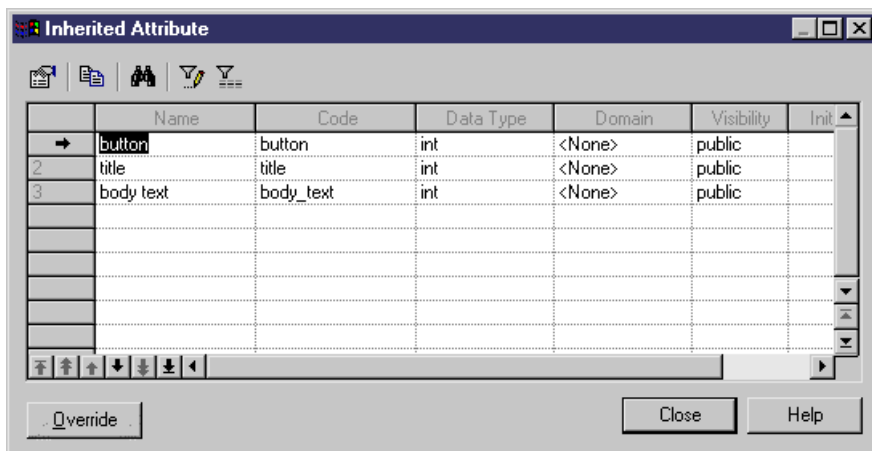 Inherited Attribute
Name Code Data Type Domain Visibility Init
button button int <None> public
2 title title int <None> public
3 body text body_text int <None> public
Override Close Help